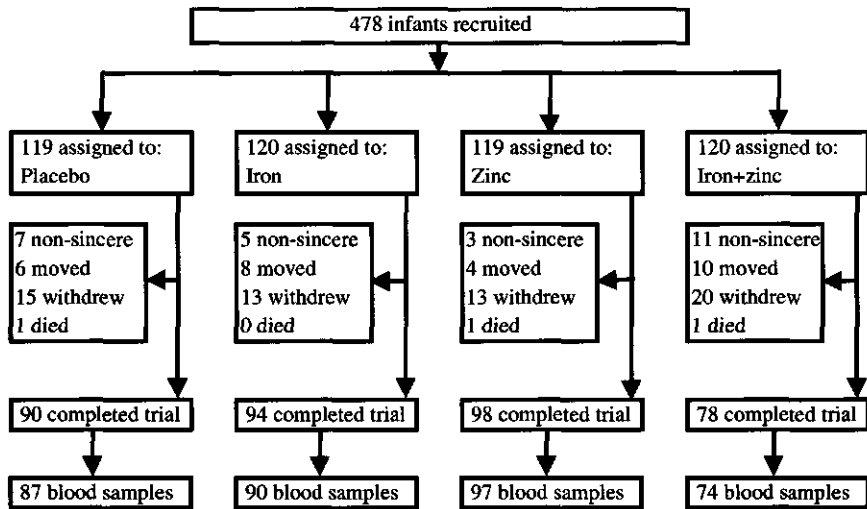 478 infants recruited
119 assigned to:
Placebo
120 assigned to:
Iron
119 assigned to:
Zinc
120 assigned to:
Iron+zinc
7 non-sincere
6 moved
15 withdrew
1 died
5 non-sincere
8 moved
13 withdrew
0 died
3 non-sincere
4 moved
13 withdrew
1 died
11 non-sincere
10 moved
20 withdrew
1 died
90 completed trial
94 completed trial
98 completed trial
78 completed trial
87 blood samples
90 blood samples
97 blood samples
74 blood samples